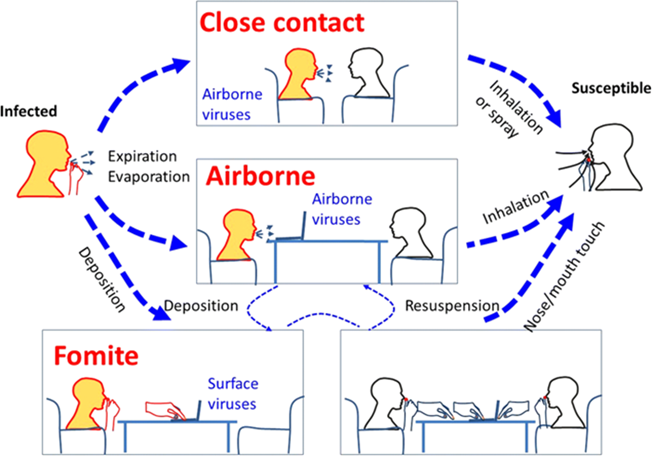 Close contact
Airborne
viruses
Infected
Expiration
Evaporation
Inhalation
or spray
Susceptible
Airborne
Airborne
viruses
Inhalation
Deposition
Deposition
Resuspension
Nose/mouth touch
Fomite
Surface
viruses